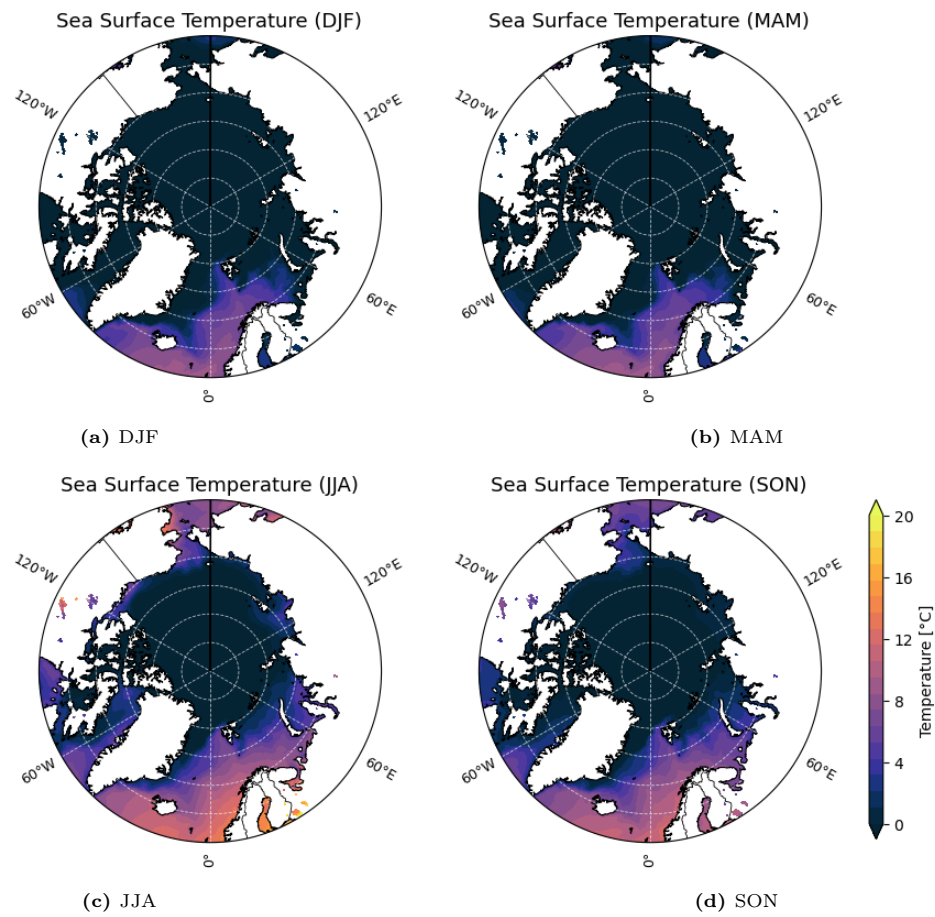 Sea Surface Temperature (DJF)
120°W
120°E
60°W
60°E
0°
(a) DJF
Sea Surface Temperature (MAM)
120°W
120°E
60°W
60°E
0°
(b) MAM
Sea Surface Temperature (JJA)
120°W
120°E
60°W
60°E
0°
(c) JJA
Sea Surface Temperature (SON)
120°W
120°E
60°W
60°E
0°
(d) SON
20
16
12
8
4
0
Temperature [°C]